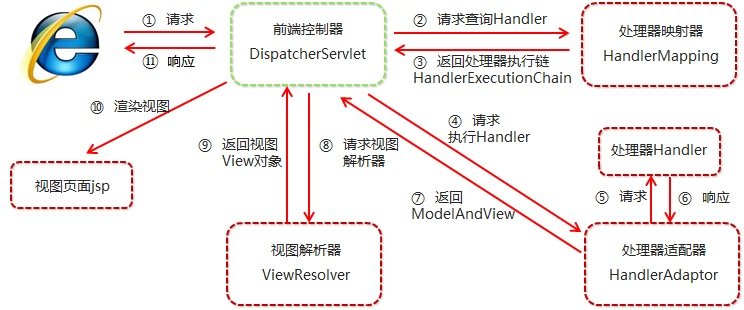 ① 请求
⑪ 响应
前端控制器
DispatcherServlet
② 请求查询Handler
③ 返回处理器执行链
HandlerExecutionChain
处理器映射器
HandlerMapping
⑩ 渲染视图
视图页面jsp
⑨ 返回视图
View对象
⑧ 请求视图
解析器
④ 请求
执行Handler
⑦ 返回
ModelAndView
处理器Handler
⑤ 请求
⑥ 响应
视图解析器
ViewResolver
处理器适配器
HandlerAdaptor